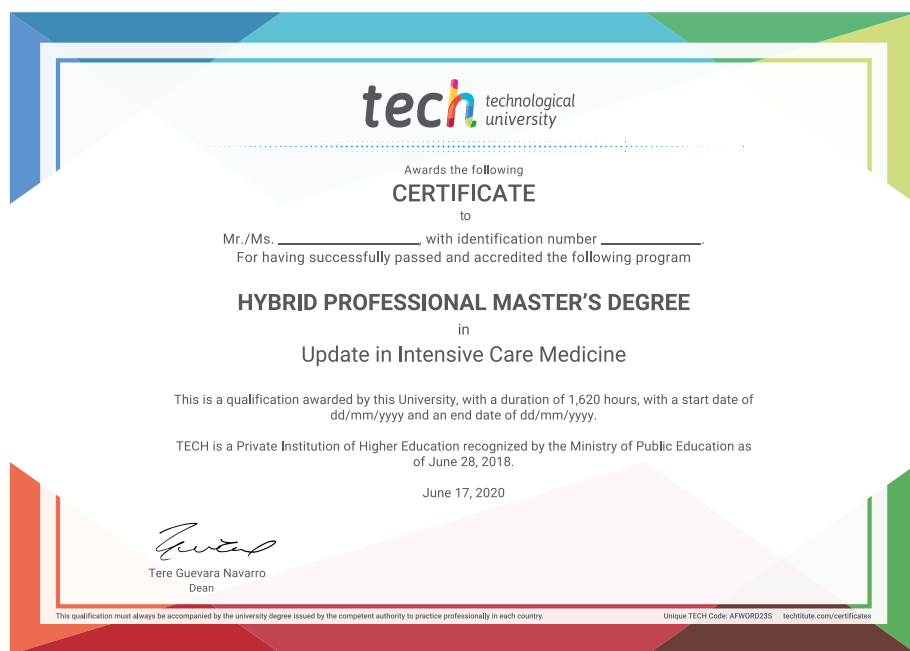 tech technological
university
Awards the following
CERTIFICATE
to
Mr./Ms. ____________________, with identification number ______________.
For having successfully passed and accredited the following program
HYBRID PROFESSIONAL MASTER'S DEGREE
in
Update in Intensive Care Medicine
This is a qualification awarded by this University, with a duration of 1,620 hours, with a start date of
dd/mm/yyyy and an end date of dd/mm/yyyy.
TECH is a Private Institution of Higher Education recognized by the Ministry of Public Education as
of June 28, 2018.
June 17, 2020
Tere Guevara Navarro
Dean
This qualification must always be accompanied by the university degree issued by the competent authority to practice professionally in each country.
Unique TECH Code: AFWORD23S techtitute.com/certificates